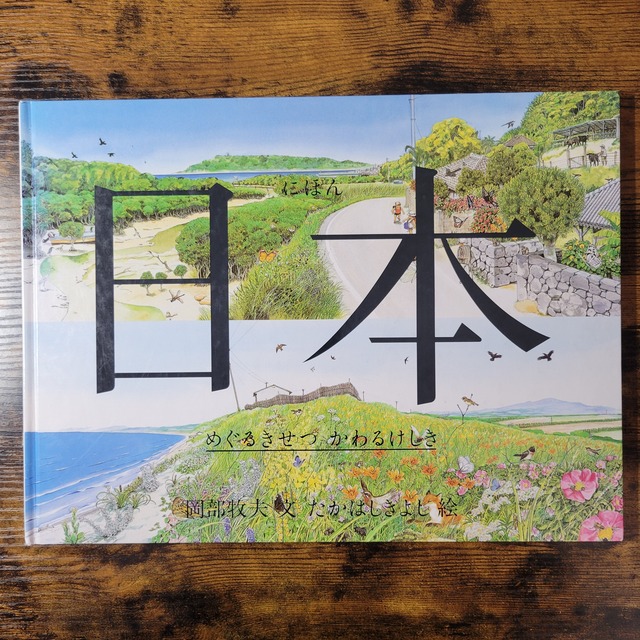 にほん
日本
めぐるきせつ かわるけしき
岡部牧夫 文 たかはしきよし 絵